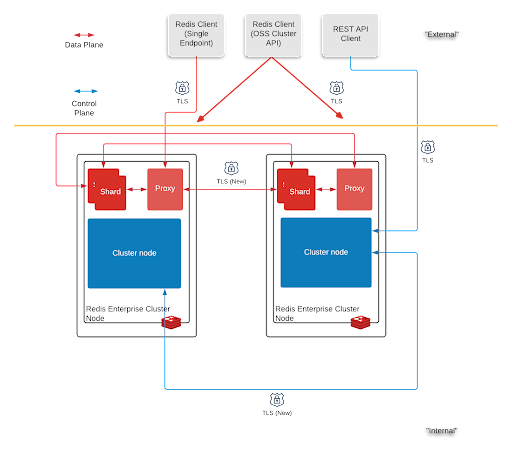 Redis Client
(Single
Endpoint)
Redis Client
(OSS Cluster
API)
REST API
Client
"External"
Data Plane
Control
Plane
TLS
TLS
TLS
TLS (New)
Shard
Proxy
Shard
Proxy
Cluster node
Cluster node
Redis Enterprise Cluster
Node
Redis Enterprise Cluster
Node
TLS (New)
"Internal"